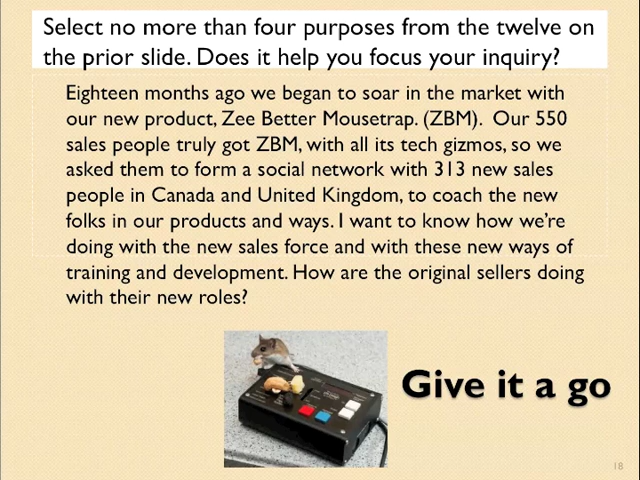 Select no more than four purposes from the twelve on
the prior slide. Does it help you focus your inquiry?
Eighteen months ago we began to soar in the market with
our new product, Zee Better Mousetrap. (ZBM).  Our 550
sales people truly got ZBM, with all its tech gizmos, so we
asked them to form a social network with 313 new sales
people in Canada and United Kingdom, to coach the new
folks in our products and ways. I want to know how we're
doing with the new sales force and with these new ways of
training and development. How are the original sellers doing
with their new roles?
Give it a go
18